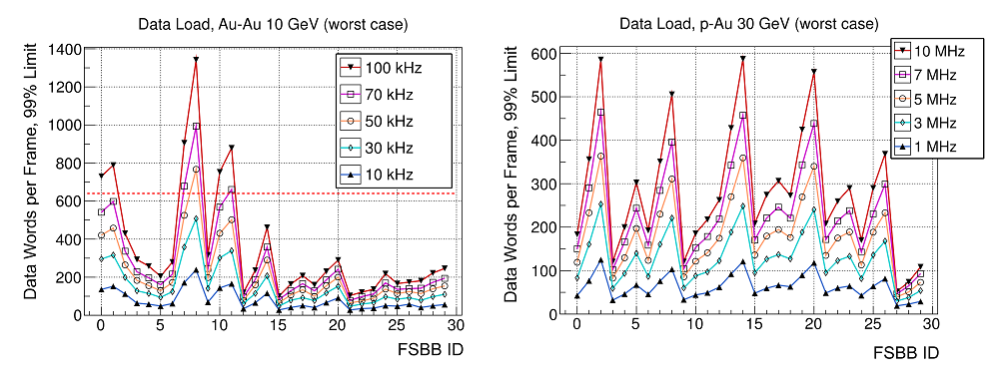 Data Load, Au-Au 10 GeV (worst case)
Data Words per Frame, 99% Limit
1400
1200
1000
800
600
400
200
0
100 kHz
70 kHz
50 kHz
30 kHz
10 kHz
0 5 10 15 20 25 30
FSBB ID
Data Load, p-Au 30 GeV (worst case)
Data Words per Frame, 99% Limit
600
500
400
300
200
100
0
10 MHz
7 MHz
5 MHz
3 MHz
1 MHz
0 5 10 15 20 25 30
FSBB ID